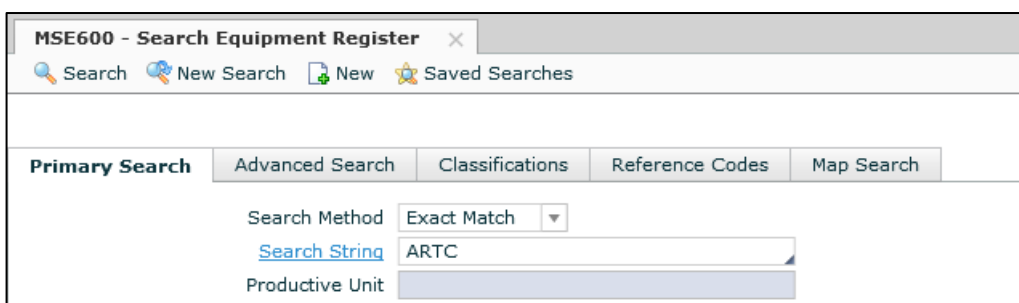 MSE600 - Search Equipment Register
Search New Search New Saved Searches
Primary Search Advanced Search Classifications Reference Codes Map Search
Search Method Exact Match
Search String ARTC
Productive Unit